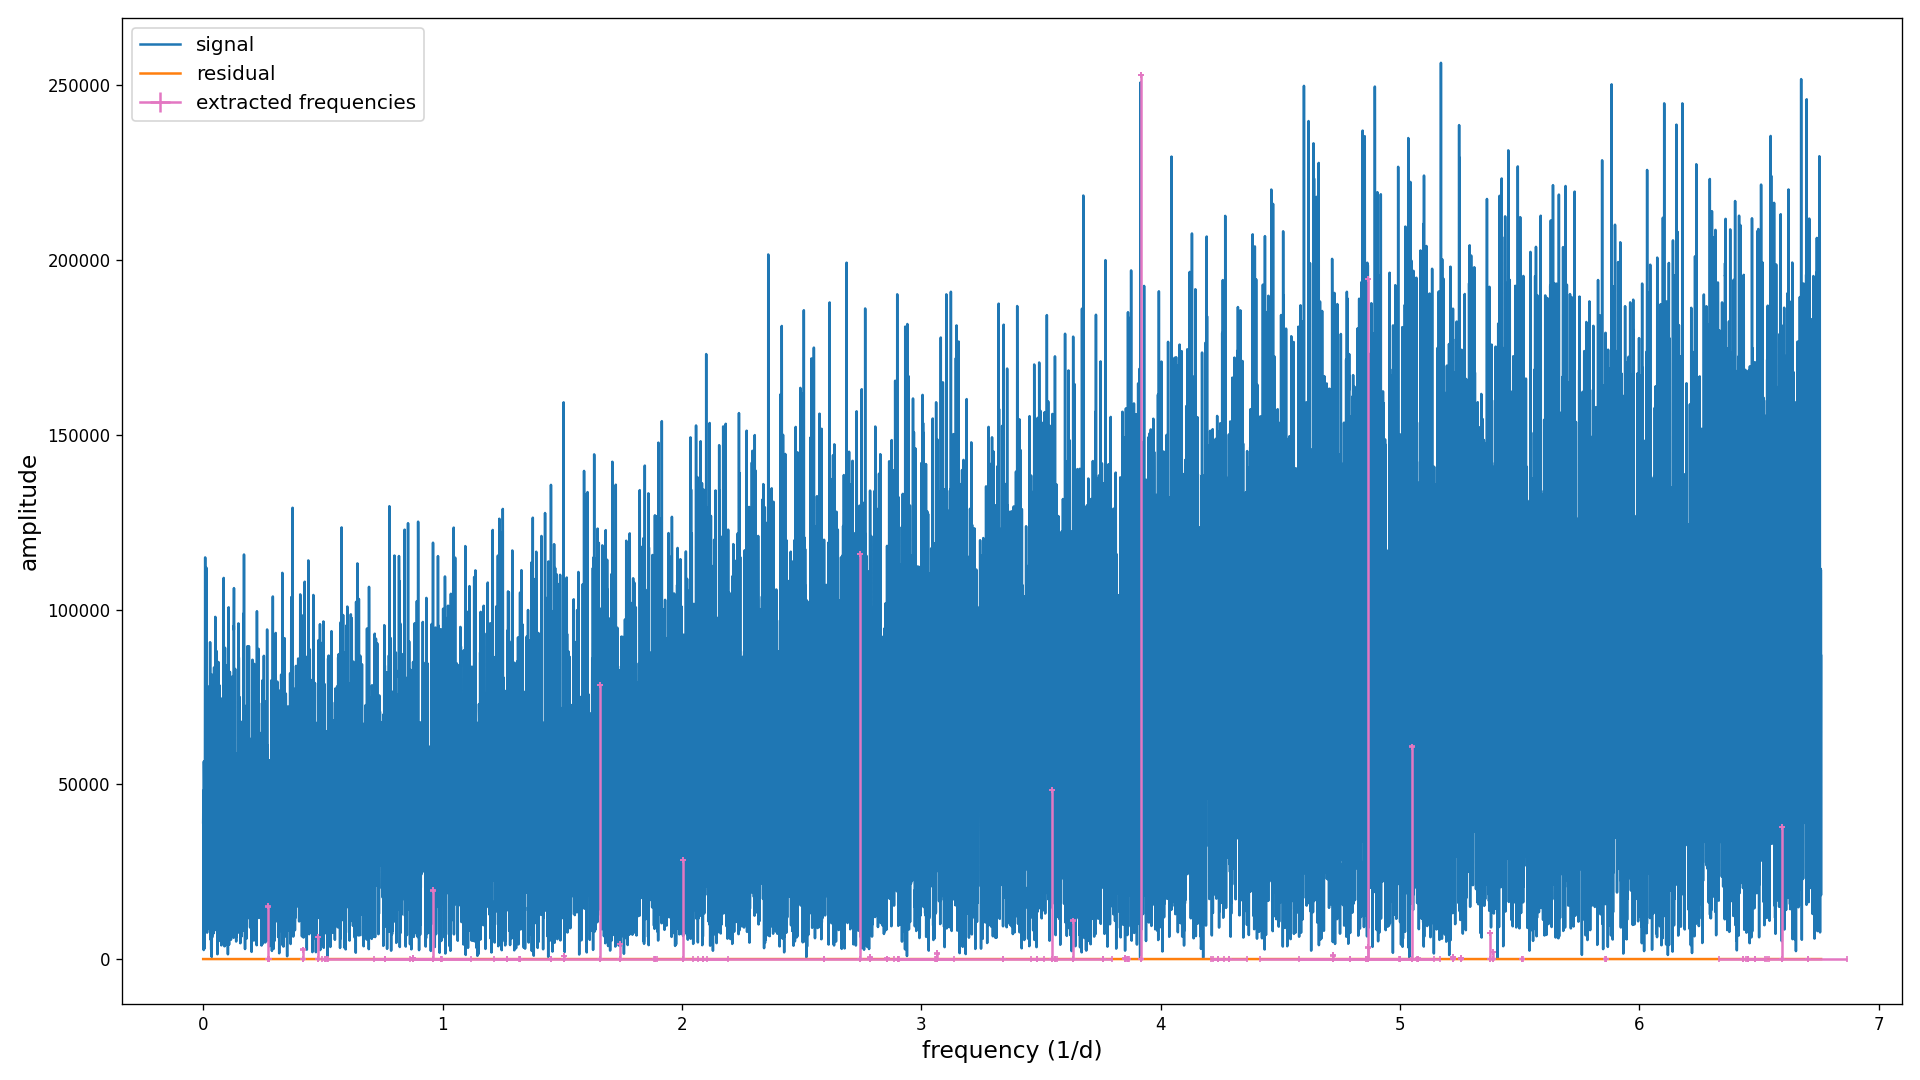 signal
residual
extracted frequencies
250000
200000
150000
100000
50000
0
amplitude
0 1 2 3 4 5 6 7
frequency (1/d)